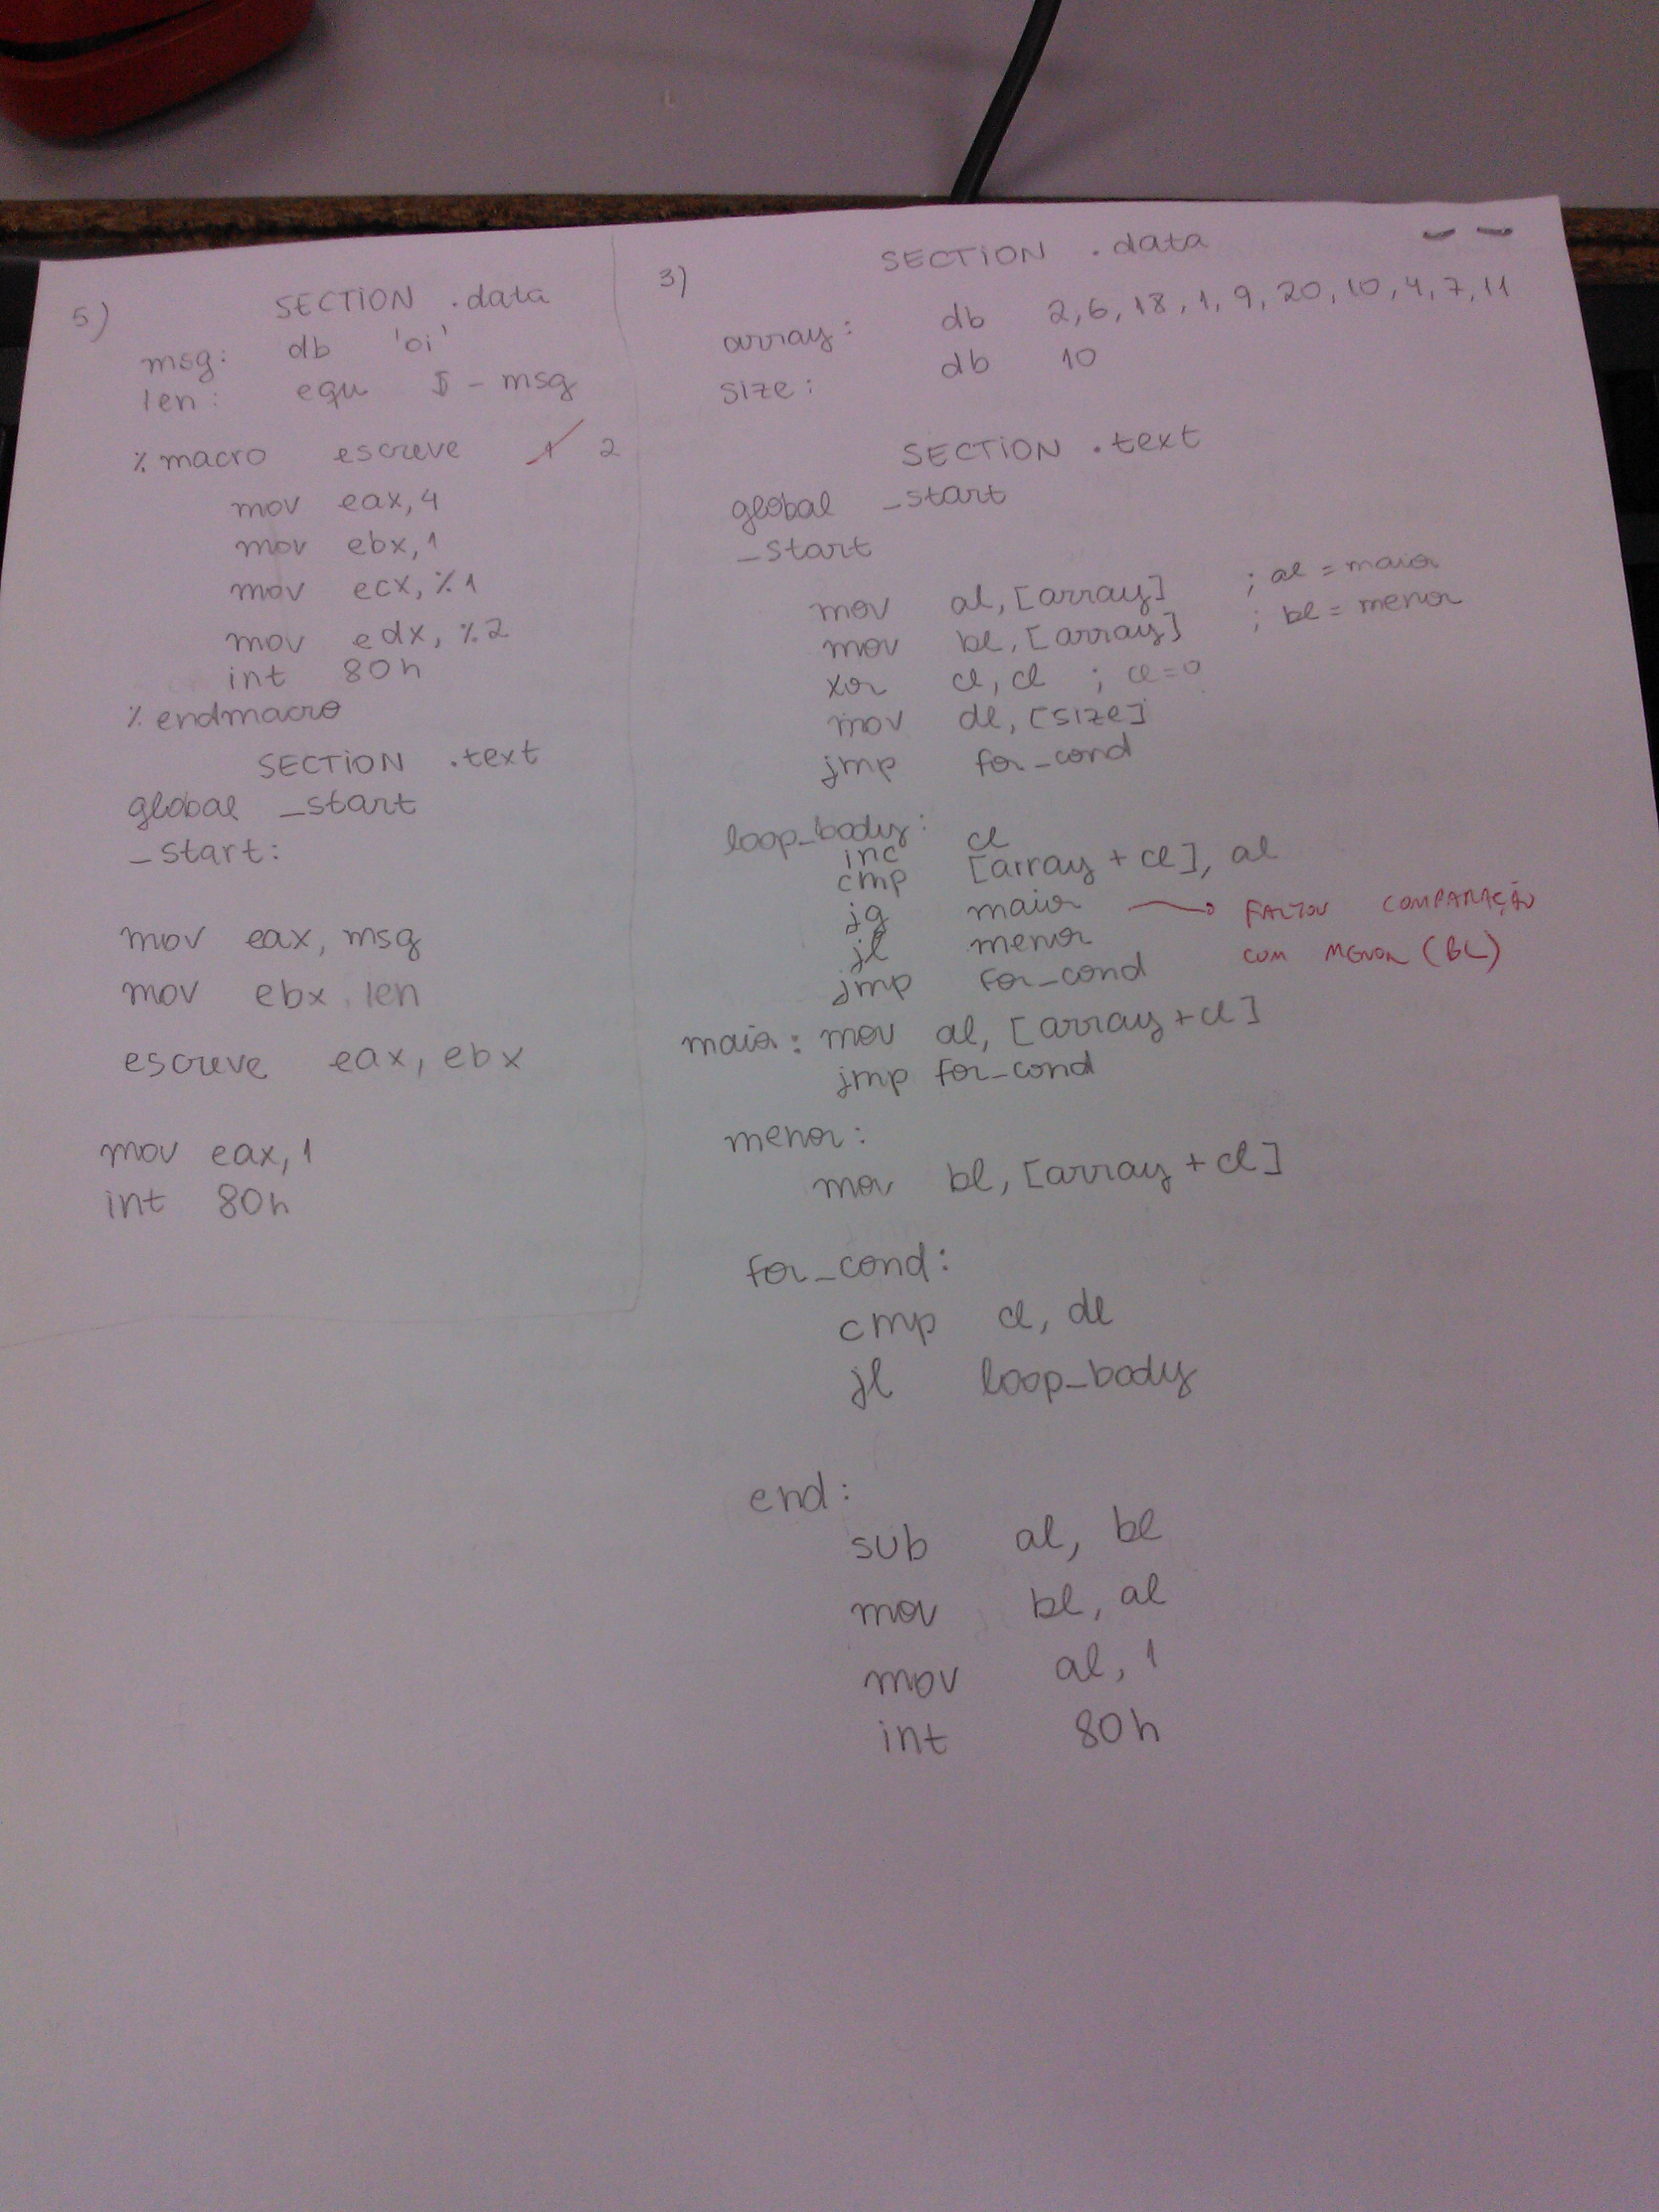 5)
SECTION .data
msg: db 'oi'
len: equ $ - msg
% macro escreve 1 2
mov eax, 4
mov ebx, 1
mov ecx, %1
mov edx, %2
int 80h
% endmacro
SECTION .text
global _start
_start:
mov eax, msg
mov ebx, len
escreve eax, ebx
mov eax, 1
int 80h
3)
SECTION .data
array: db 2,6,18,1,9,20,10,4,7,11
size: db 10
SECTION .text
global _start
_start
mov al, [array] ; al = maior
mov bl, [array] ; bl = menor
xor cl, cl ; cl=0
mov dl, [size]
jmp for_cond
loop_body:
inc cl
cmp [array + cl], al
jg maior → FALTOU COMPARAÇÃO
jl menor COM MENOR (BL)
jmp for_cond
maior: mov al, [array+cl]
jmp for_cond
menor:
mov bl, [array + cl]
for_cond:
cmp cl, dl
jl loop_body
end:
sub al, bl
mov bl, al
mov al, 1
int 80h